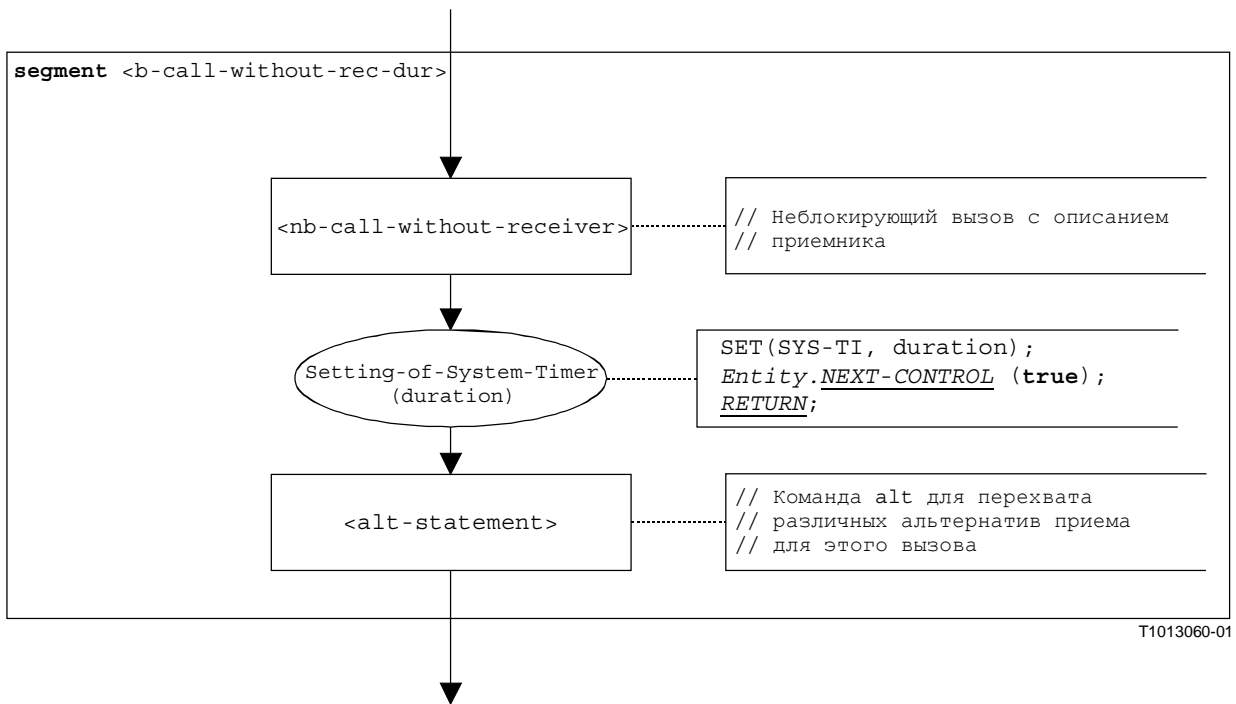 segment <b-call-without-rec-dur>
<nb-call-without-receiver>
// Неблокирующий вызов с описанием
// приемника
Setting-of-System-Timer
(duration)
SET(SYS-TI, duration);
Entity.NEXT-CONTROL (true);
RETURN;
<alt-statement>
// Команда alt для перехвата
// различных альтернатив приема
// для этого вызова
T1013060-01